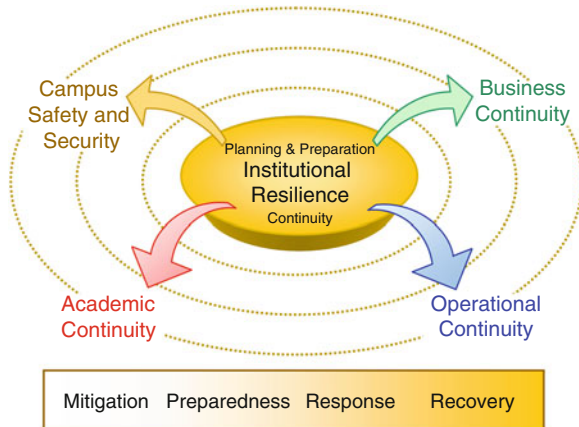 Campus
Safety and
Security
Business
Continuity
Planning & Preparation
Institutional
Resilience
Continuity
Academic
Continuity
Operational
Continuity
Mitigation Preparedness Response Recovery